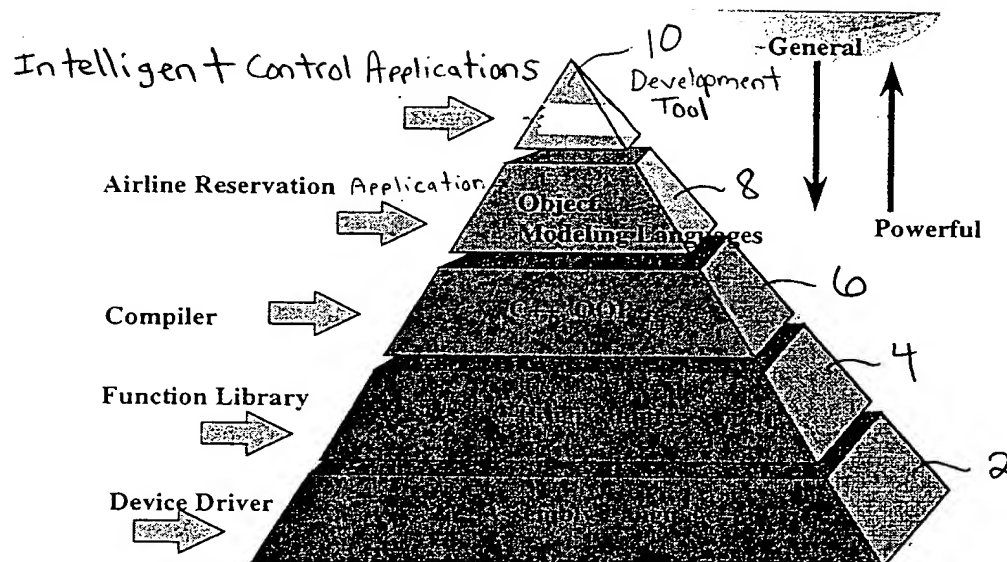 10
General
Intelligent Control Applications
Development
Tool
Airline Reservation Application
8
Object
Modeling Languages
Powerful
6
Compiler
C++, OOP
4
Function Library
2
Device Driver